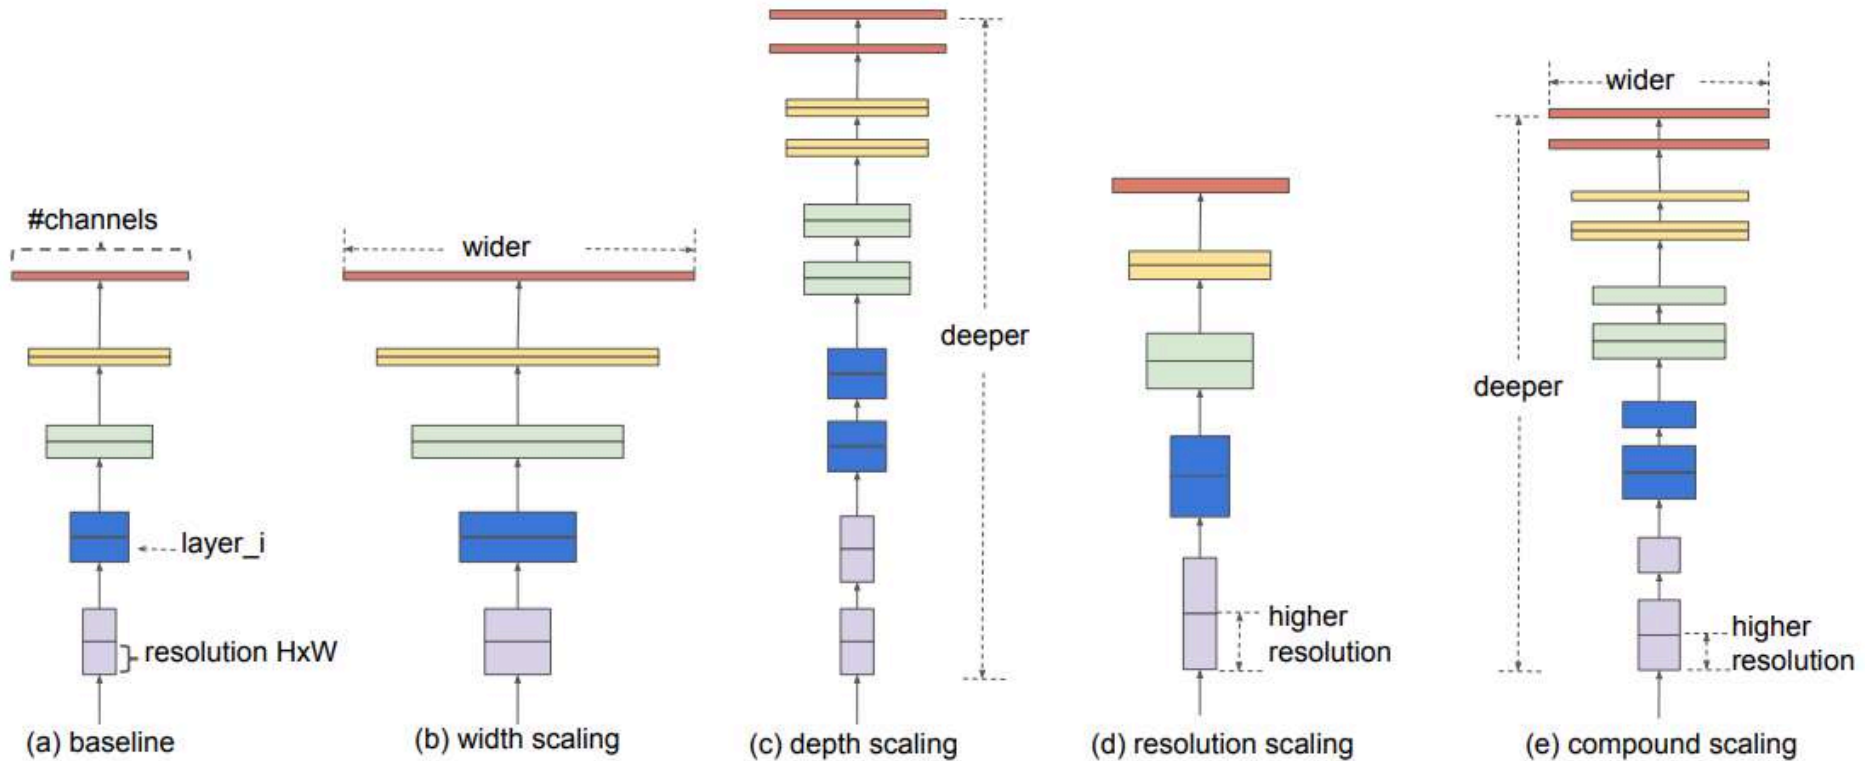 #channels
layer_i
resolution HxW
(a) baseline
wider
(b) width scaling
deeper
(c) depth scaling
higher
resolution
(d) resolution scaling
wider
deeper
higher
resolution
(e) compound scaling